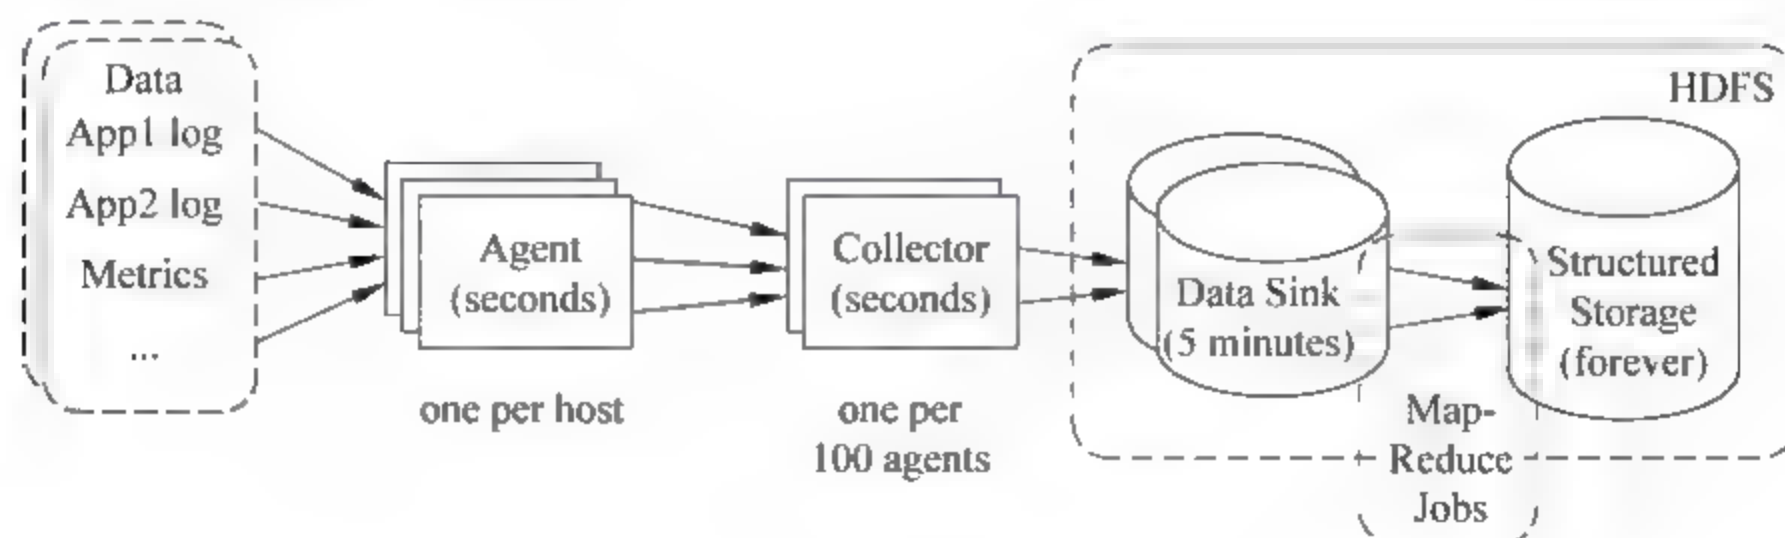 Data
App1 log
App2 log
Metrics
...
Agent
(seconds)
one per host
Collector
(seconds)
one per
100 agents
HDFS
Data Sink
(5 minutes)
Structured
Storage
(forever)
Map-
Reduce
Jobs